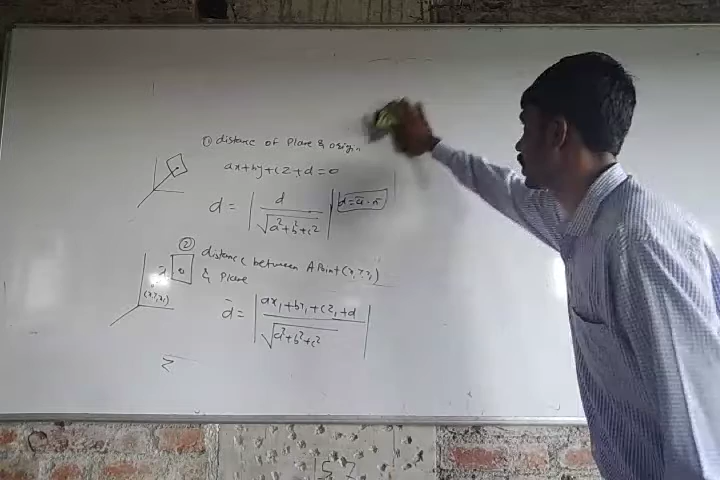 ① distance of Plane & origin
ax+by+cz+d=0
d = | d / √a²+b²+c² | d = a̅ · n̅
② distance between A Point (x₁y₁z₁)
& Plane
(x₁,y₁,z₁)
d̅ = | ax₁+by₁+cz₁+d / √a²+b²+c² |